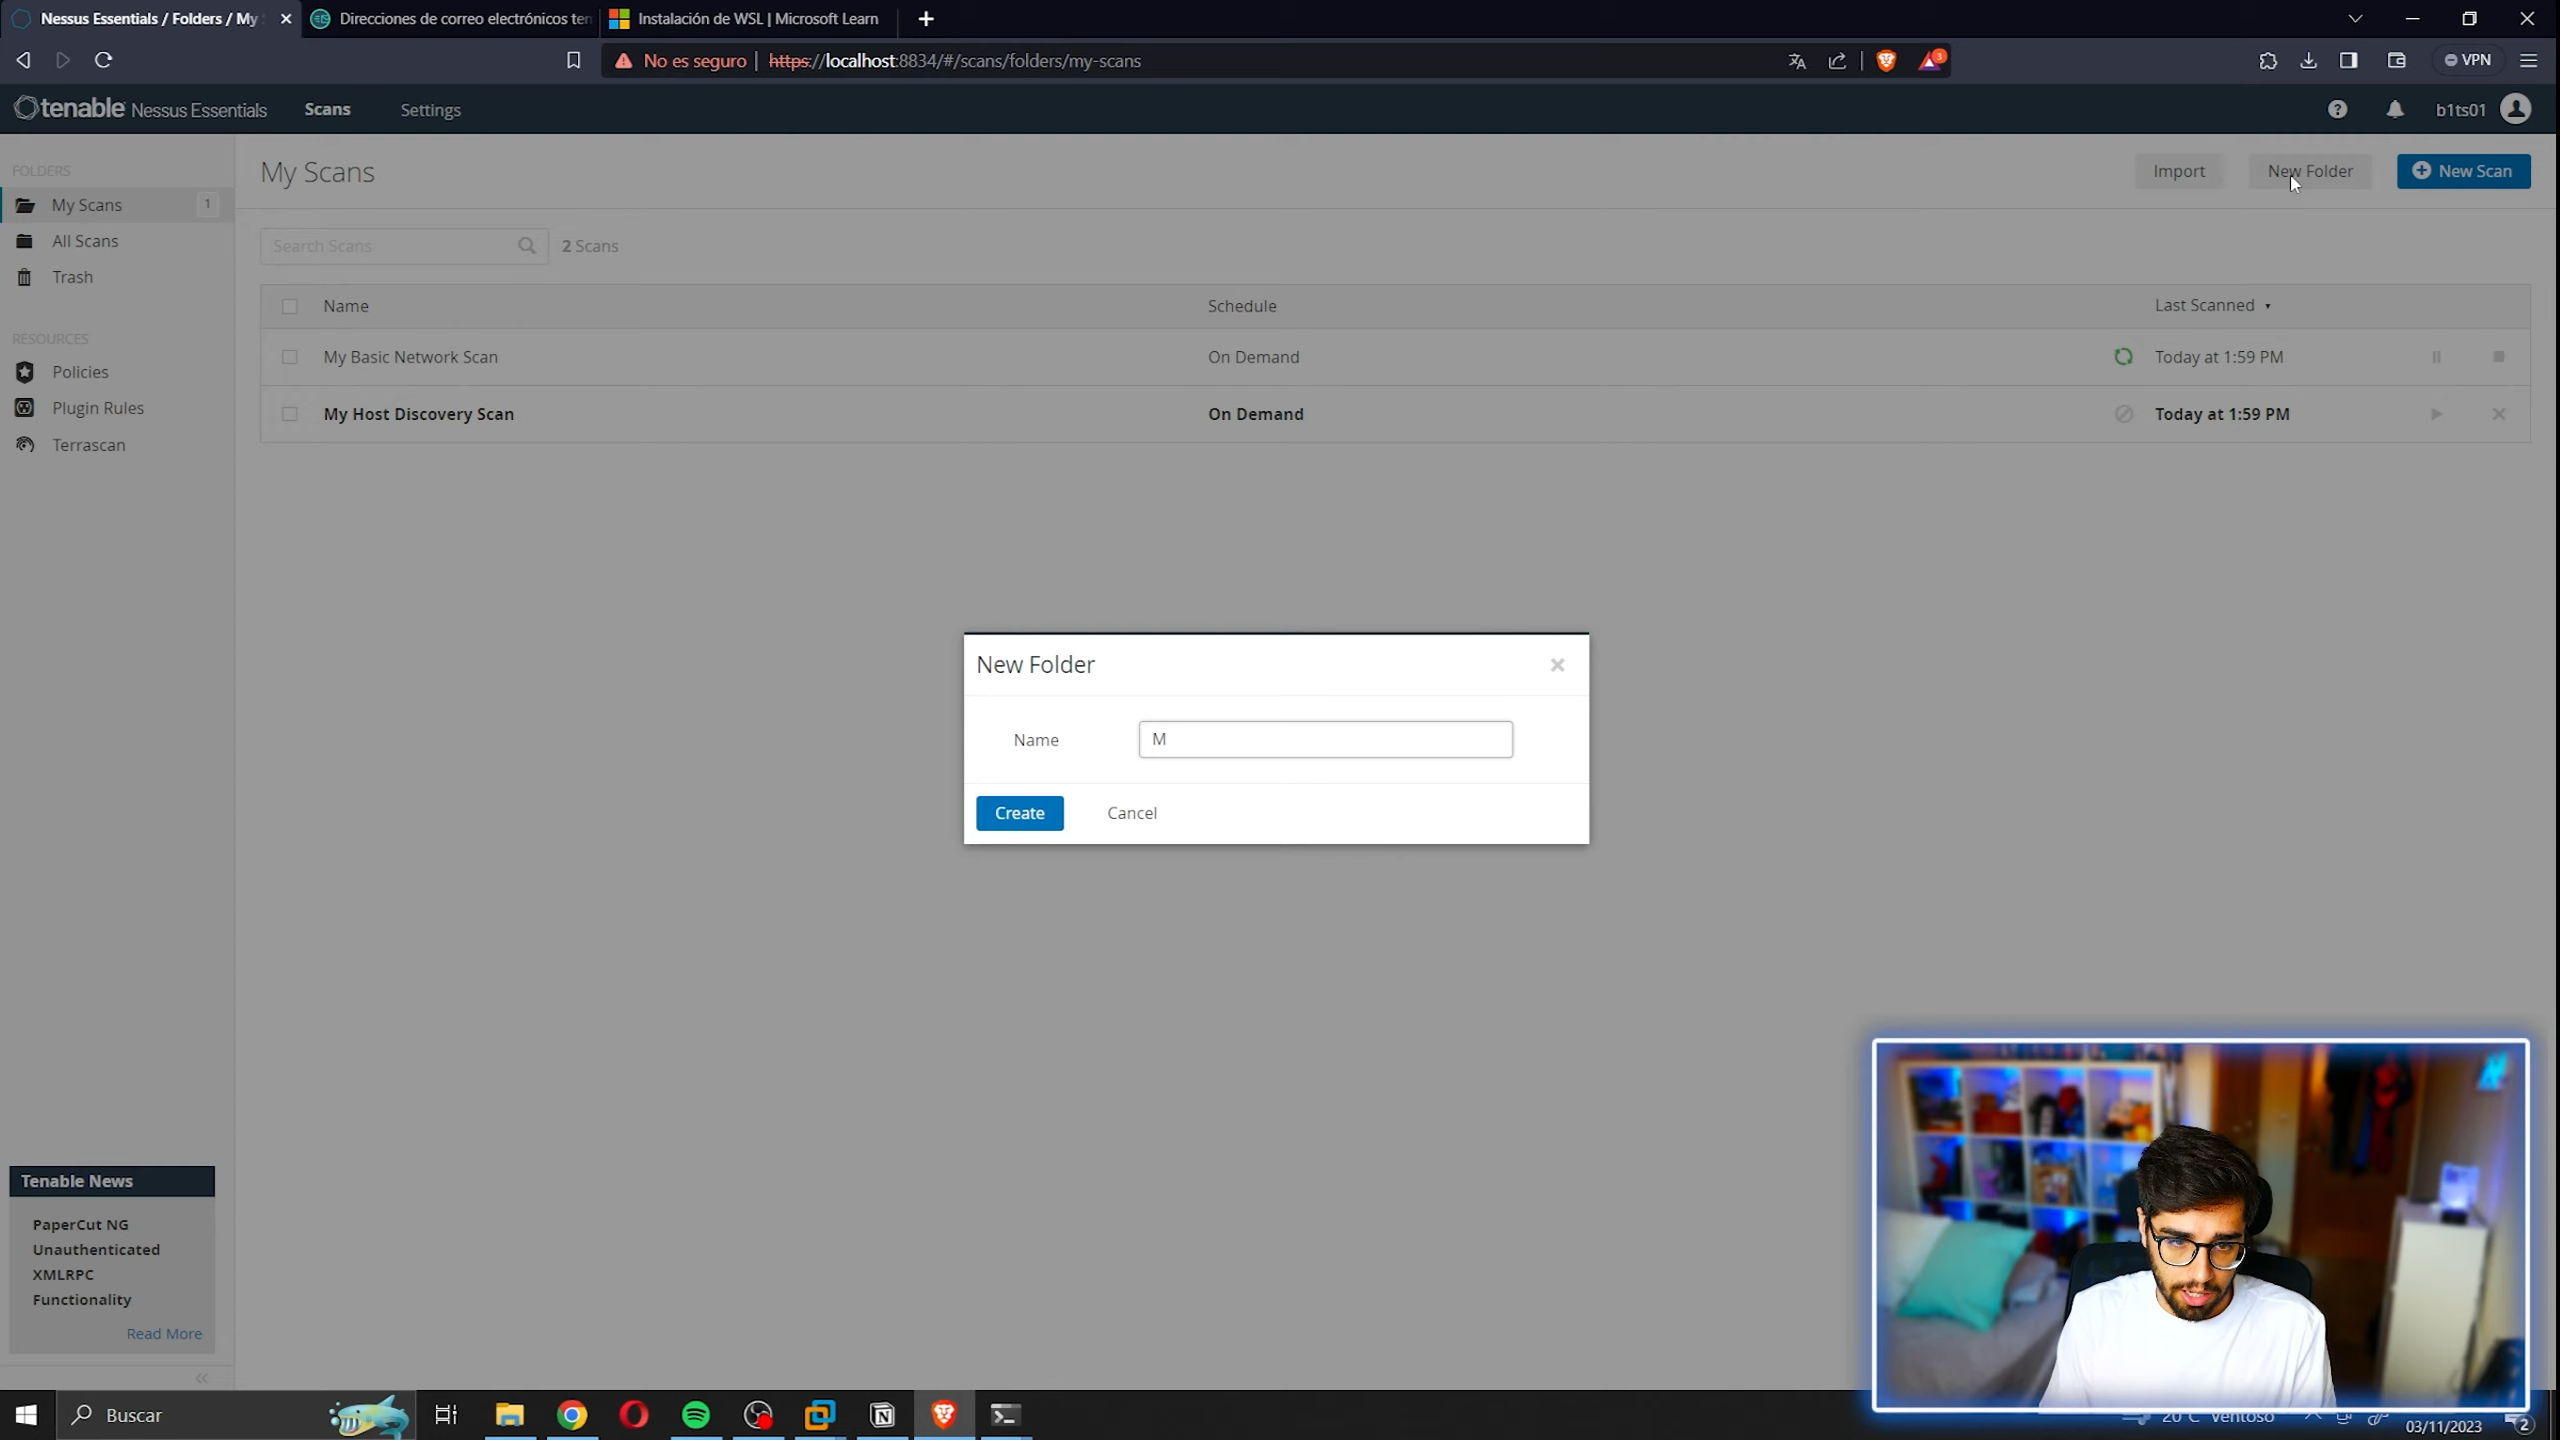 Nessus Essentials / Folders / My
Direcciones de correo electrónicos ten
Instalación de WSL | Microsoft Learn
No es seguro
https://localhost:8834/#/scans/folders/my-scans
3
VPN
tenable Nessus Essentials
Scans
Settings
b1ts01
FOLDERS
My Scans 1
All Scans
Trash
RESOURCES
Policies
Plugin Rules
Terrascan
My Scans
Import
New Folder
New Scan
Search Scans
2 Scans
Name Schedule Last Scanned
My Basic Network Scan On Demand Today at 1:59 PM
My Host Discovery Scan On Demand Today at 1:59 PM
New Folder
Name M
Create Cancel
Tenable News
PaperCut NG
Unauthenticated
XMLRPC
Functionality
Read More
Buscar
20°C Ventoso
03/11/2023
2